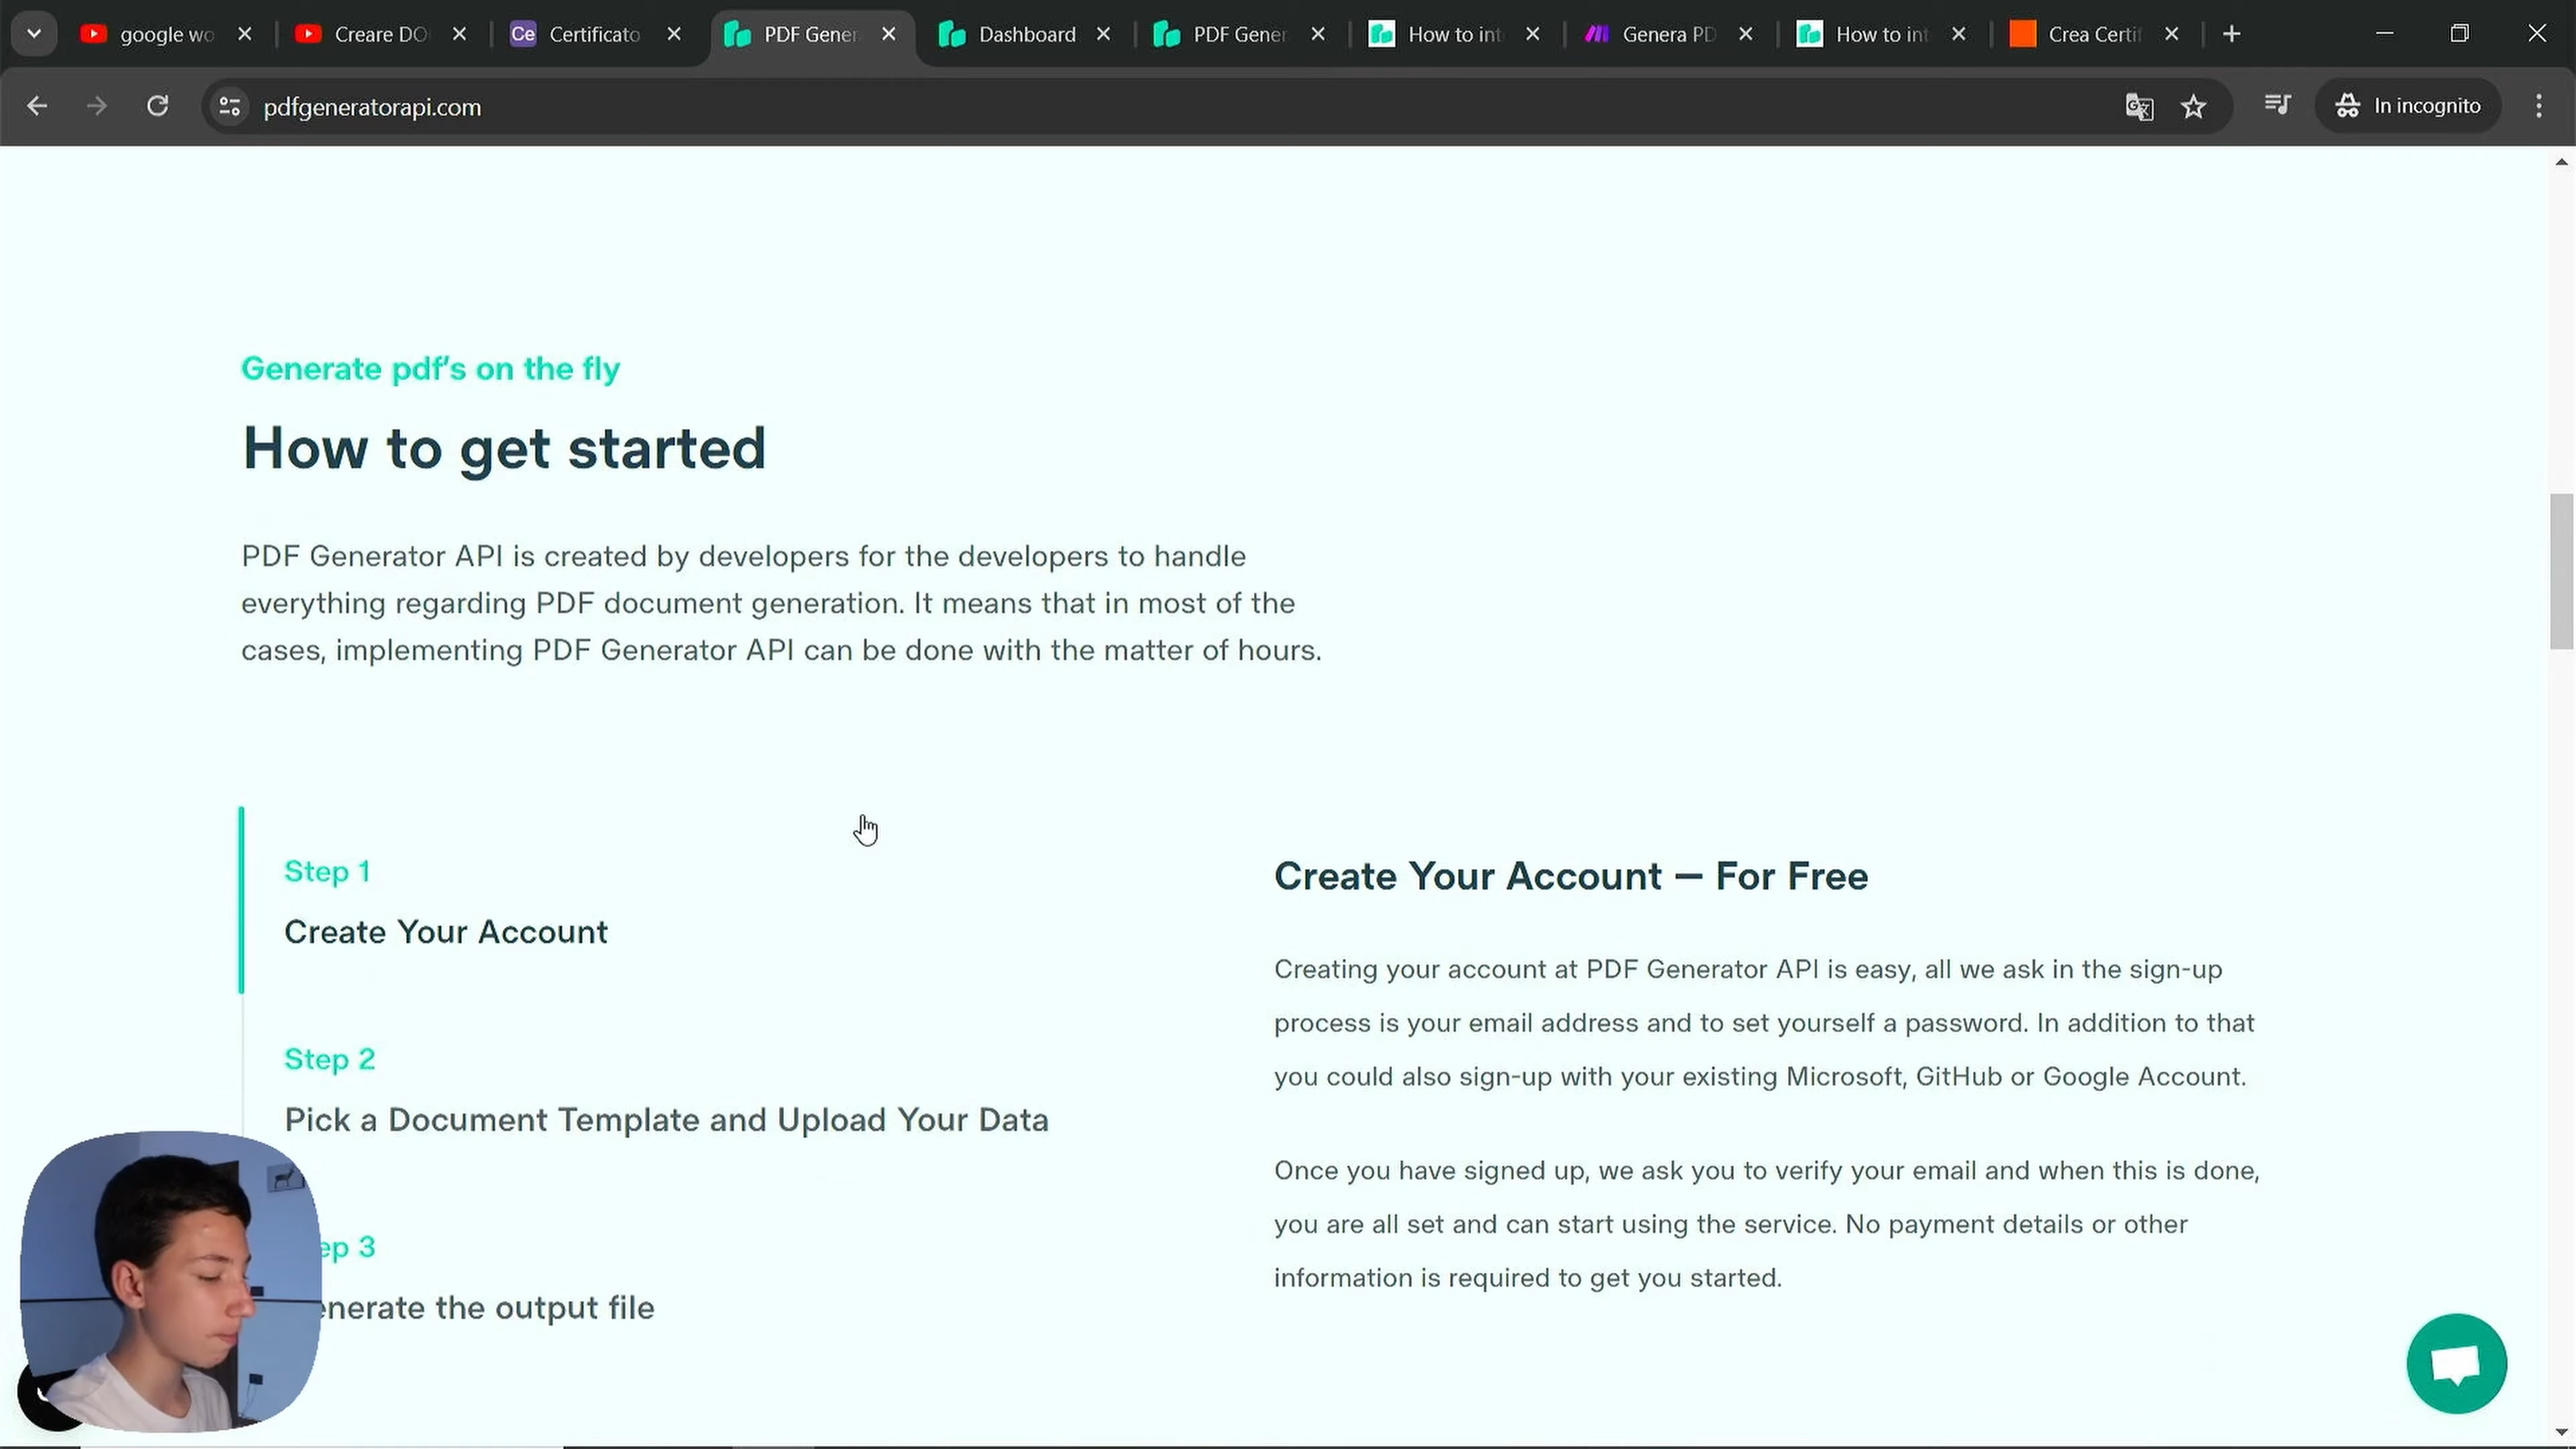 google wo
Creare DO
Ce
Certificato
PDF Gener
Dashboard
PDF Gener
How to int
Genera PD
How to int
Crea Certif
pdfgeneratorapi.com
In incognito
Generate pdf's on the fly
How to get started
PDF Generator API is created by developers for the developers to handle
everything regarding PDF document generation. It means that in most of the
cases, implementing PDF Generator API can be done with the matter of hours.
Step 1
Create Your Account
Step 2
Pick a Document Template and Upload Your Data
ep 3
enerate the output file
Create Your Account — For Free
Creating your account at PDF Generator API is easy, all we ask in the sign-up
process is your email address and to set yourself a password. In addition to that
you could also sign-up with your existing Microsoft, GitHub or Google Account.
Once you have signed up, we ask you to verify your email and when this is done,
you are all set and can start using the service. No payment details or other
information is required to get you started.